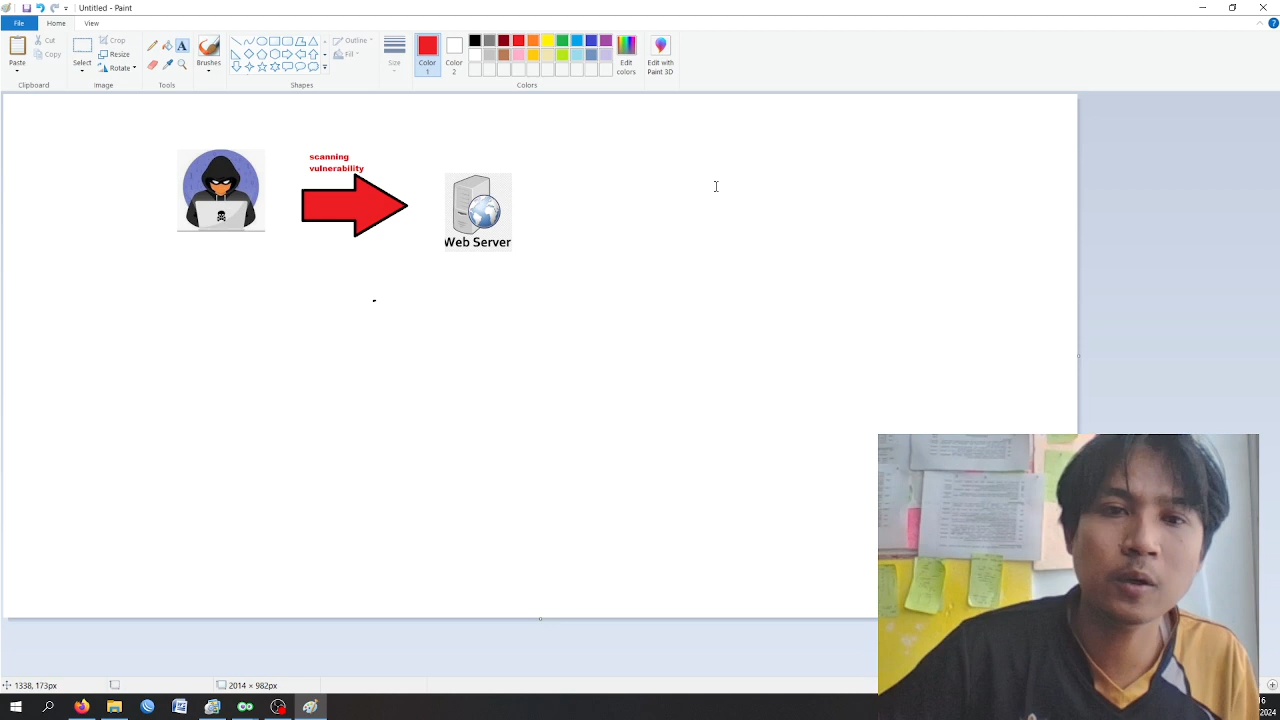 Untitled - Paint
File
Home
View
Paste
Cut
Copy
Clipboard
Select
Crop
Resize
Rotate
Image
A
Tools
Brushes
Outline
Fill
Shapes
Size
Color 1
Color 2
Edit colors
Colors
Edit with Paint 3D
scanning
vulnerability
Web Server
1338, 173px
2014 × 982px
2024